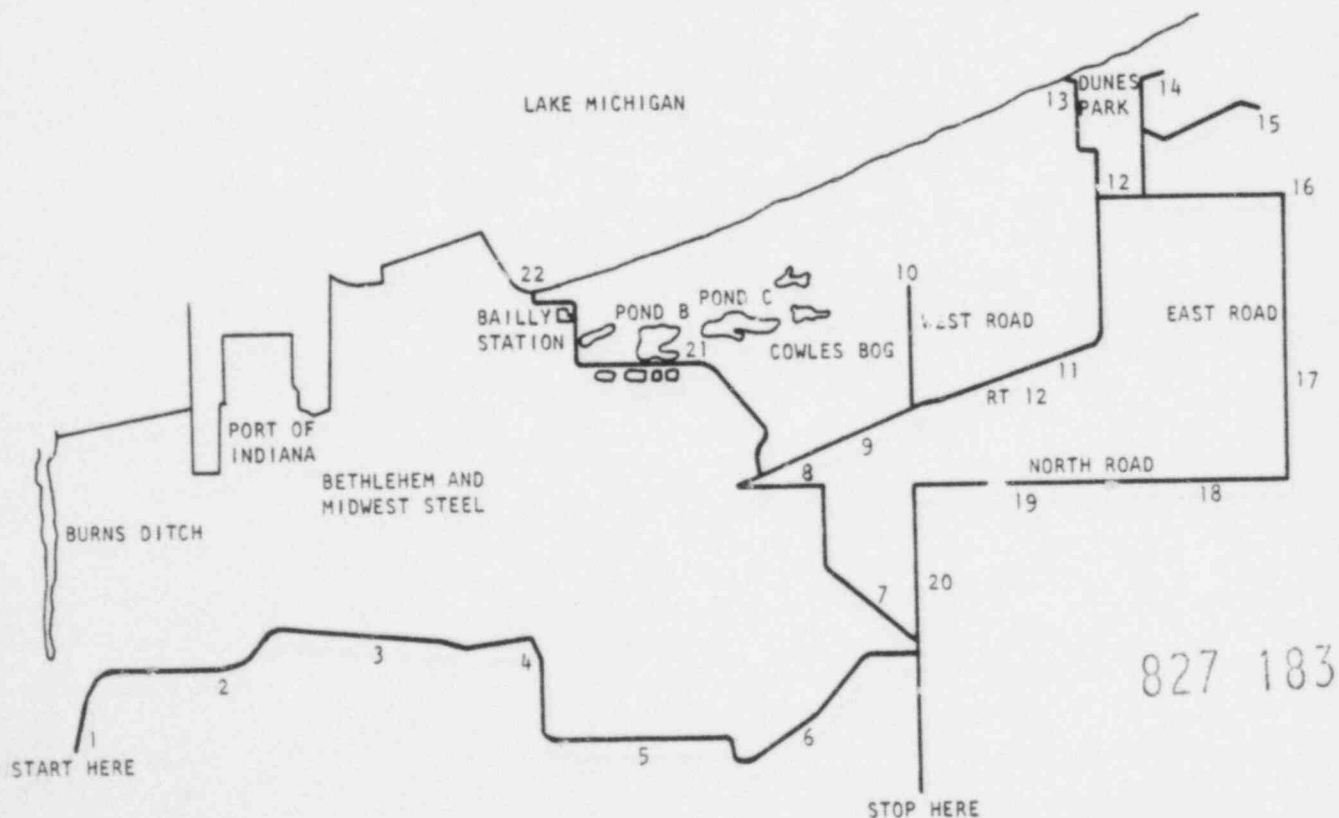 LAKE MICHIGAN
13
DUNES
PARK
14
15
12
16
22
10
BAILLY
STATION
POND B
POND C
21
COWLES BOG
WEST ROAD
EAST ROAD
11
RT 12
17
PORT OF
INDIANA
9
8
NORTH ROAD
19
18
BETHLEHEM AND
MIDWEST STEEL
BURNS DITCH
7
20
3
4
2
827 183
1
5
6
START HERE
STOP HERE